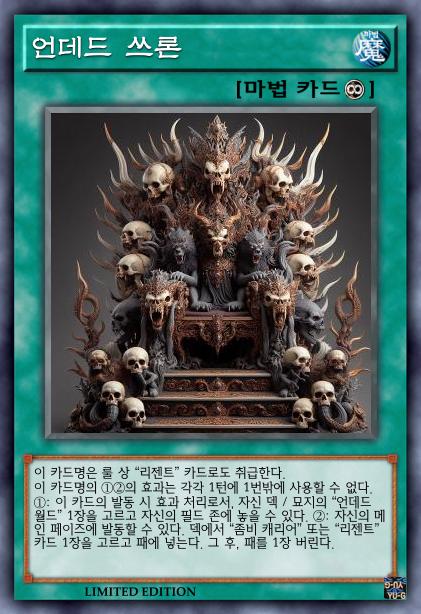 언데드 쓰론
마법
魔
[마법 카드]
이 카드명은 룰 상 “리젠트” 카드로도 취급한다.
이 카드명의 ①②의 효과는 각각 1턴에 1번밖에 사용할 수 없다.
①: 이 카드의 발동 시 효과 처리로서, 자신 덱 / 묘지의 “언데드
월드” 1장을 고르고 자신의 필드 존에 놓을 수 있다. ②: 자신의 메
인 페이즈에 발동할 수 있다. 덱에서 “좀비 캐리어” 또는 “리젠트”
카드 1장을 고르고 패에 넣는다. 그 후, 패를 1장 버린다.
LIMITED EDITION